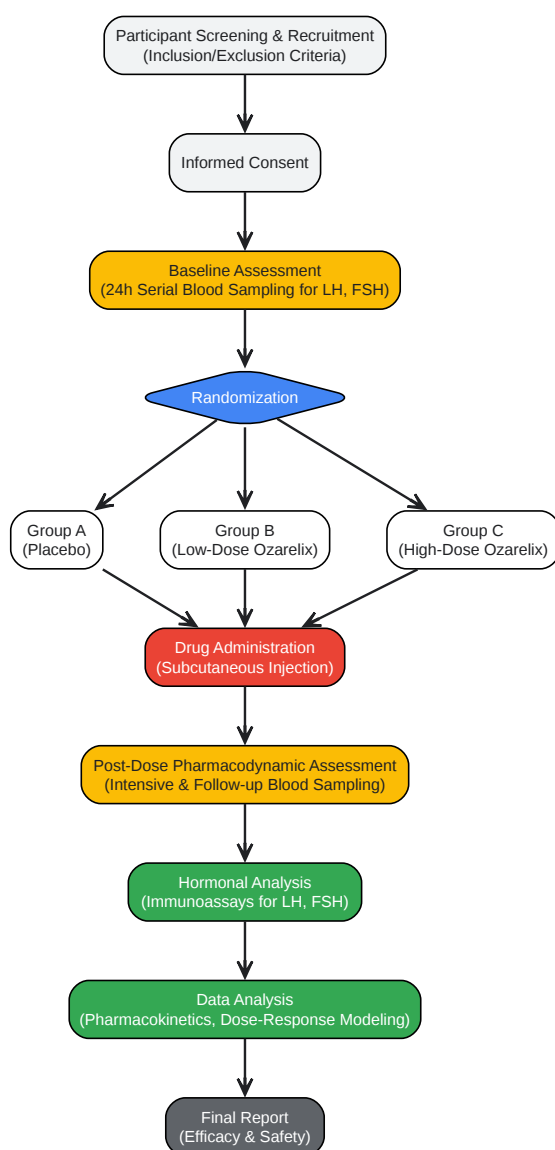 Participant Screening & Recruitment
(Inclusion/Exclusion Criteria)
Informed Consent
Baseline Assessment
(24h Serial Blood Sampling for LH, FSH)
Randomization
Group A
(Placebo)
Group B
(Low-Dose Ozarelix)
Group C
(High-Dose Ozarelix)
Drug Administration
(Subcutaneous Injection)
Post-Dose Pharmacodynamic Assessment
(Intensive & Follow-up Blood Sampling)
Hormonal Analysis
(Immunoassays for LH, FSH)
Data Analysis
(Pharmacokinetics, Dose-Response Modeling)
Final Report
(Efficacy & Safety)